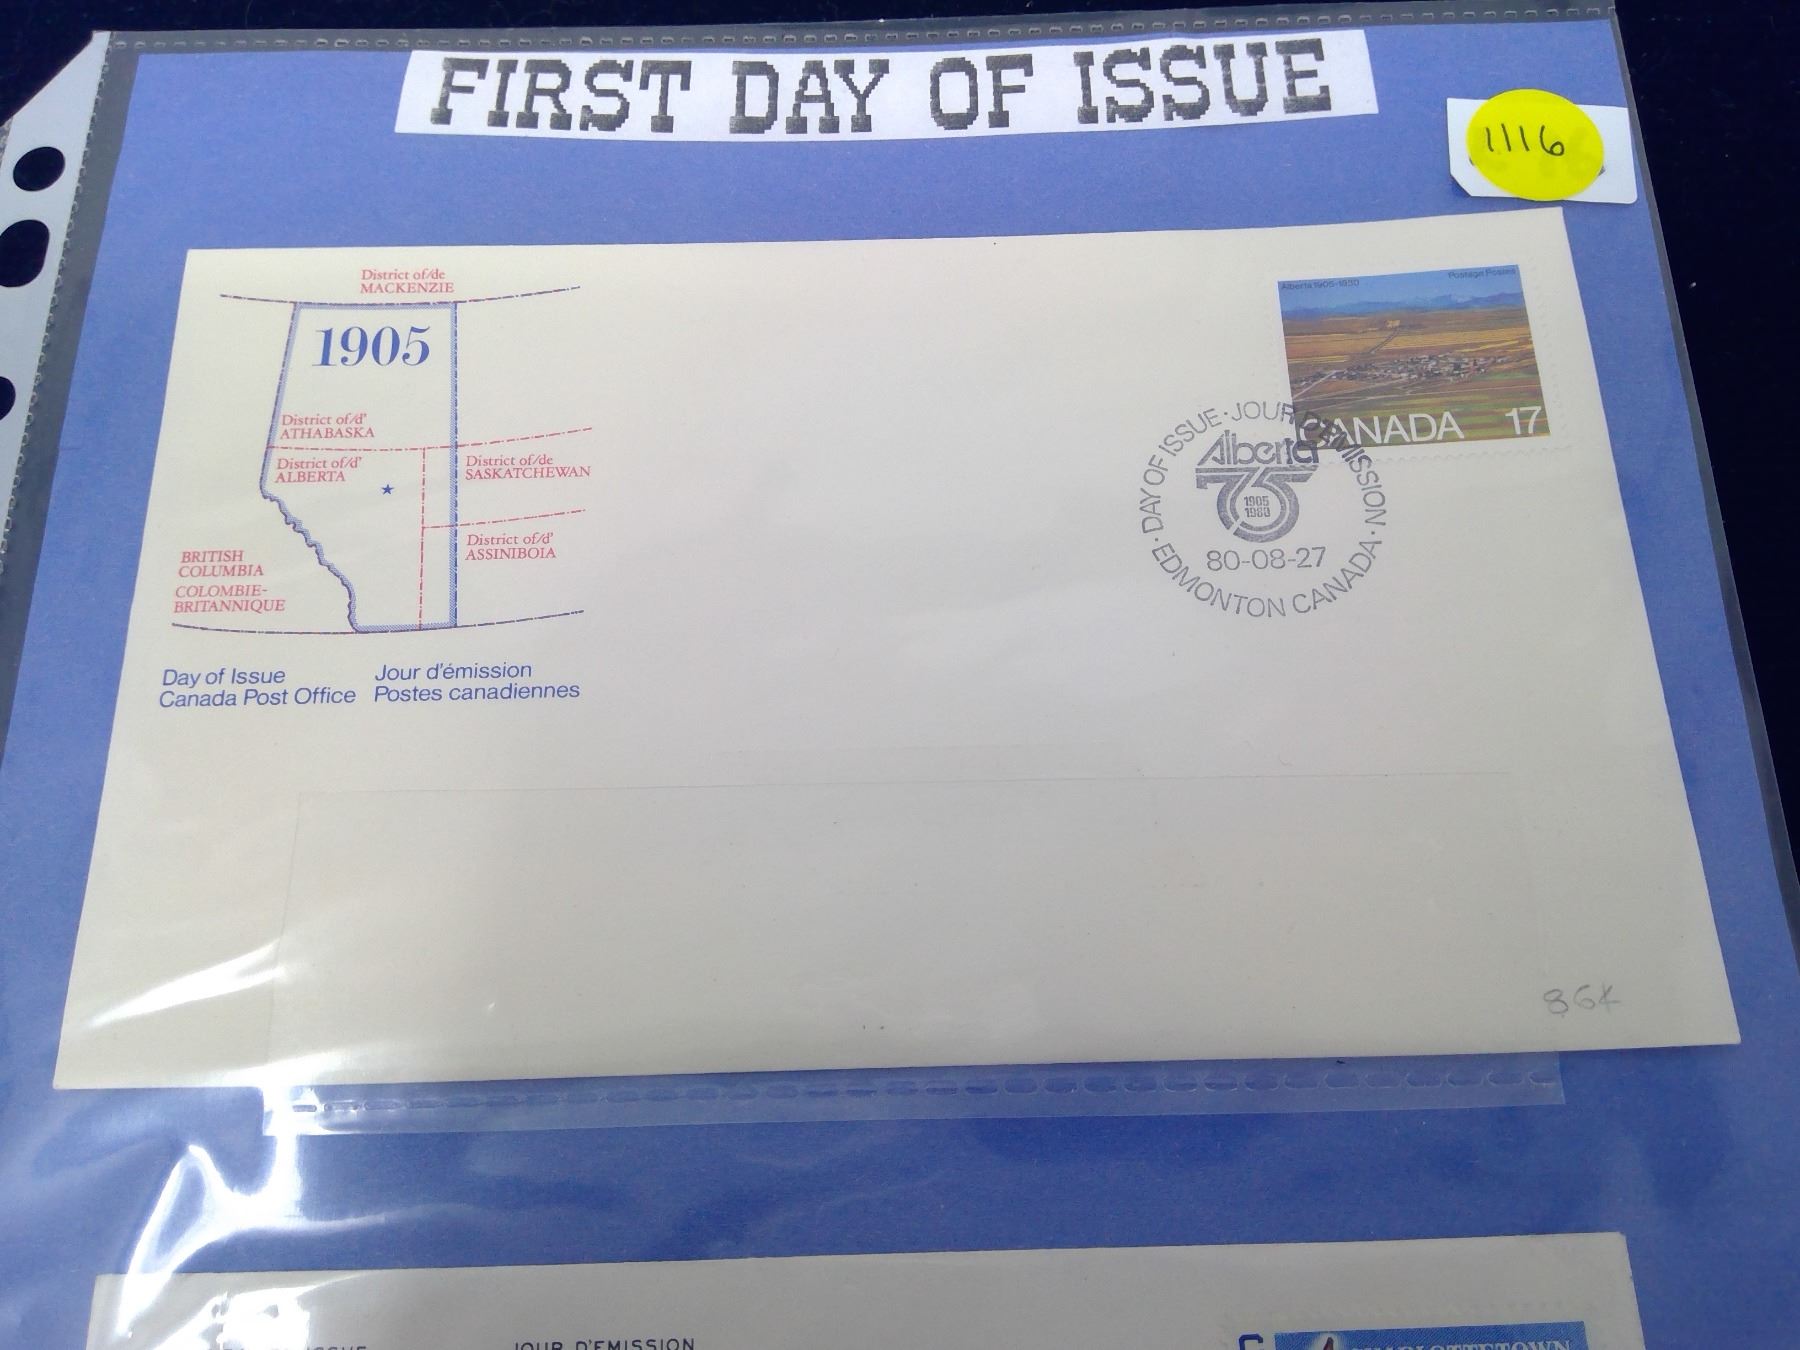 FIRST DAY OF ISSUE
1116
District of/de
MACKENZIE
1905
District of/d'
ATHABASKA
District of/d'
ALBERTA
District of/de
SASKATCHEWAN
District of/d'
ASSINIBOIA
BRITISH
COLUMBIA
COLOMBIE-
BRITANNIQUE
Day of Issue
Canada Post Office
Jour d'émission
Postes canadiennes
Alberta 1905-1980
Postage Postes
CANADA 17
DAY OF ISSUE · JOUR D'ÉMISSION
Alberta
75
1905
1980
80-08-27
EDMONTON CANADA
JOUR D'ÉMISSION
CHARLOTTETOWN